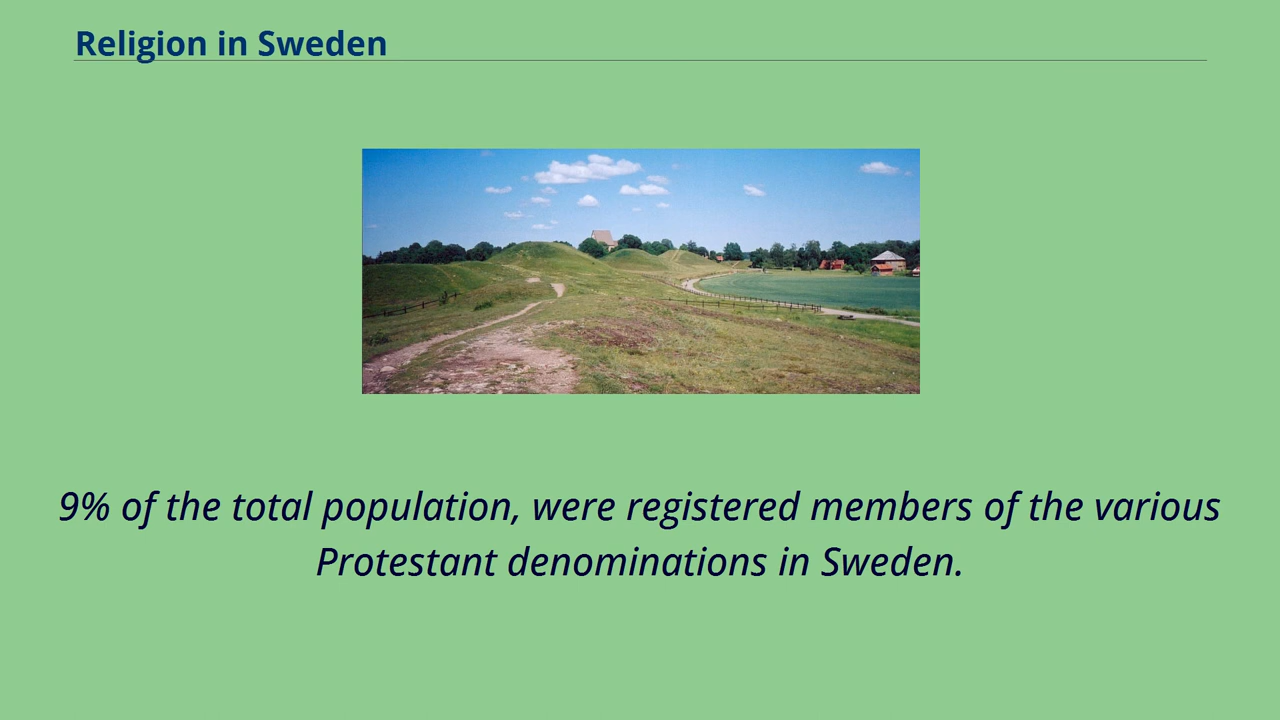 Religion in Sweden
9% of the total population, were registered members of the various
Protestant denominations in Sweden.